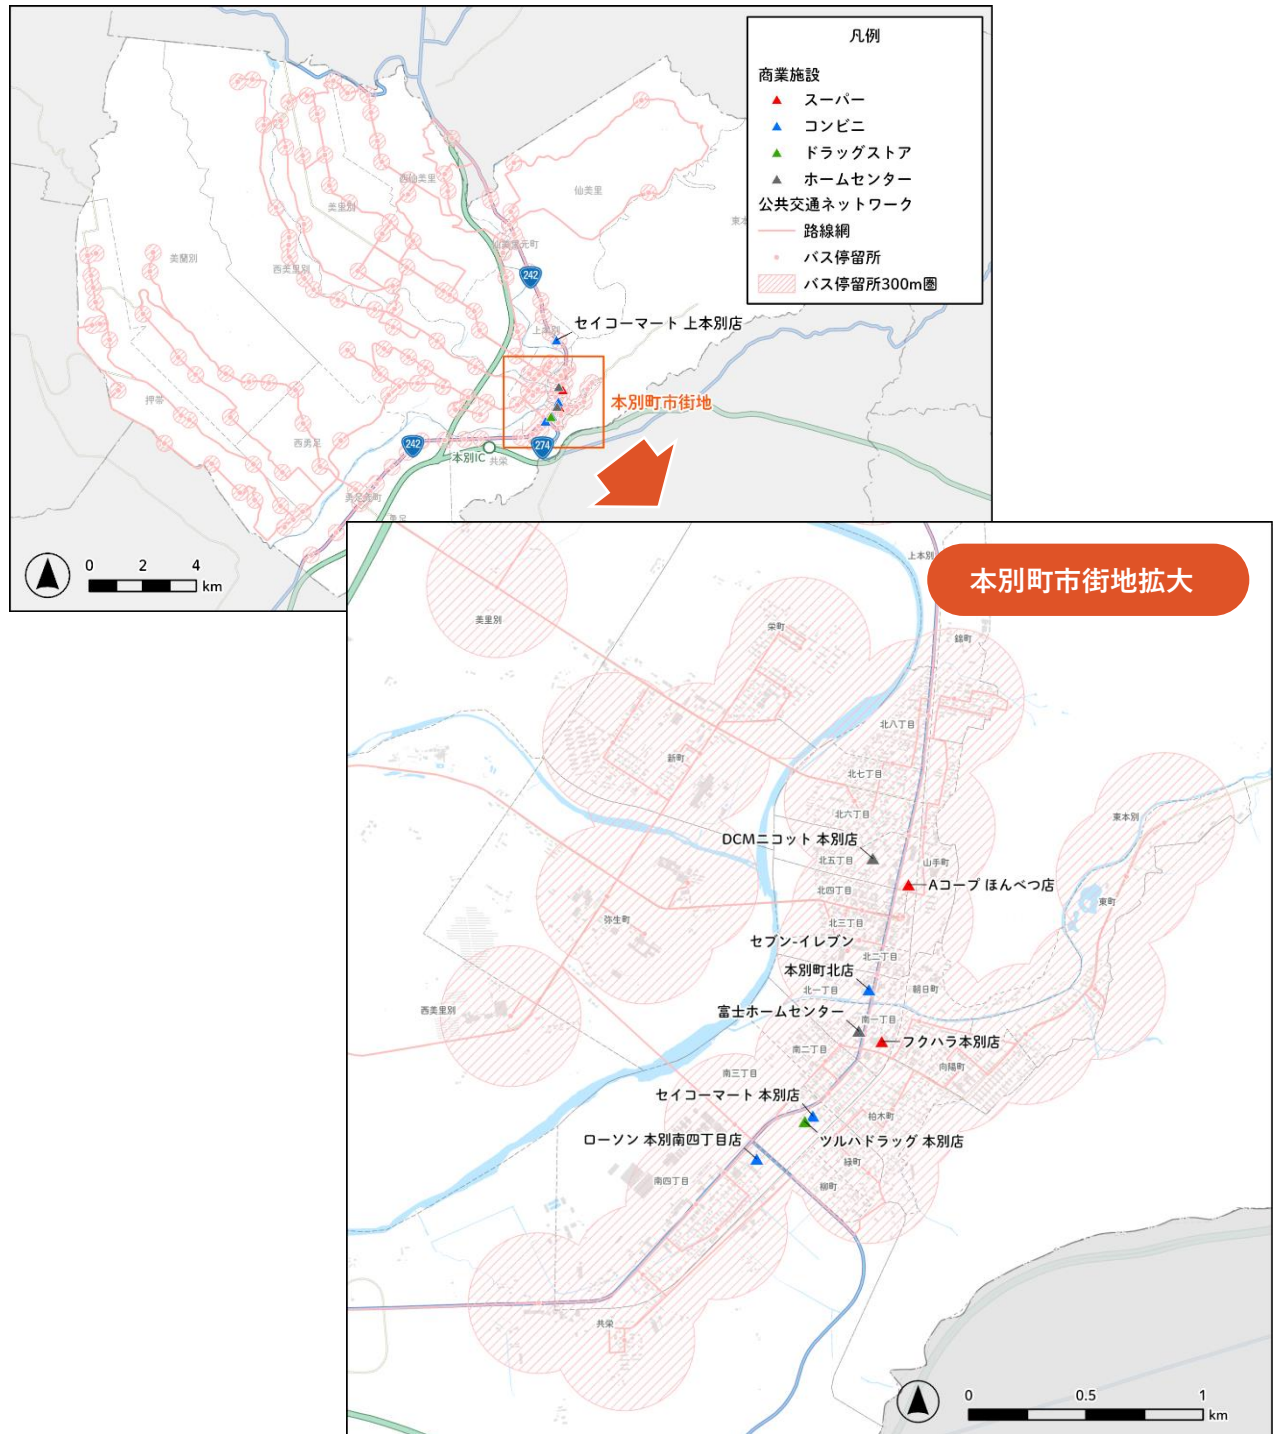 凡例
商業施設
スーパー
コンビニ
ドラッグストア
ホームセンター
公共交通ネットワーク
路線網
バス停留所
バス停留所300m圏
西仙美里
仙美里
美里別
東本
仙美里元町
美蘭別
西美里別
242
上本別
セイコーマート 上本別店
押帯
本別町市街地
西勇足
242
274
本別IC
共栄
勇足元町
勇足
0 2 4
km
本別町市街地拡大
上本別
美里別
栄町
錦町
北八丁目
新町
北七丁目
北六丁目
東本別
DCMニコット 本別店
北五丁目
山手町
Aコープ ほんべつ店
北四丁目
東町
弥生町
北三丁目
セブン-イレブン
本別町北店
北二丁目
北一丁目
朝日町
西美里別
富士ホームセンター
南一丁目
フクハラ本別店
南二丁目
向陽町
南三丁目
セイコーマート 本別店
柏木町
ローソン 本別南四丁目店
ツルハドラッグ 本別店
緑町
南四丁目
柳町
共栄
0 0.5 1
km